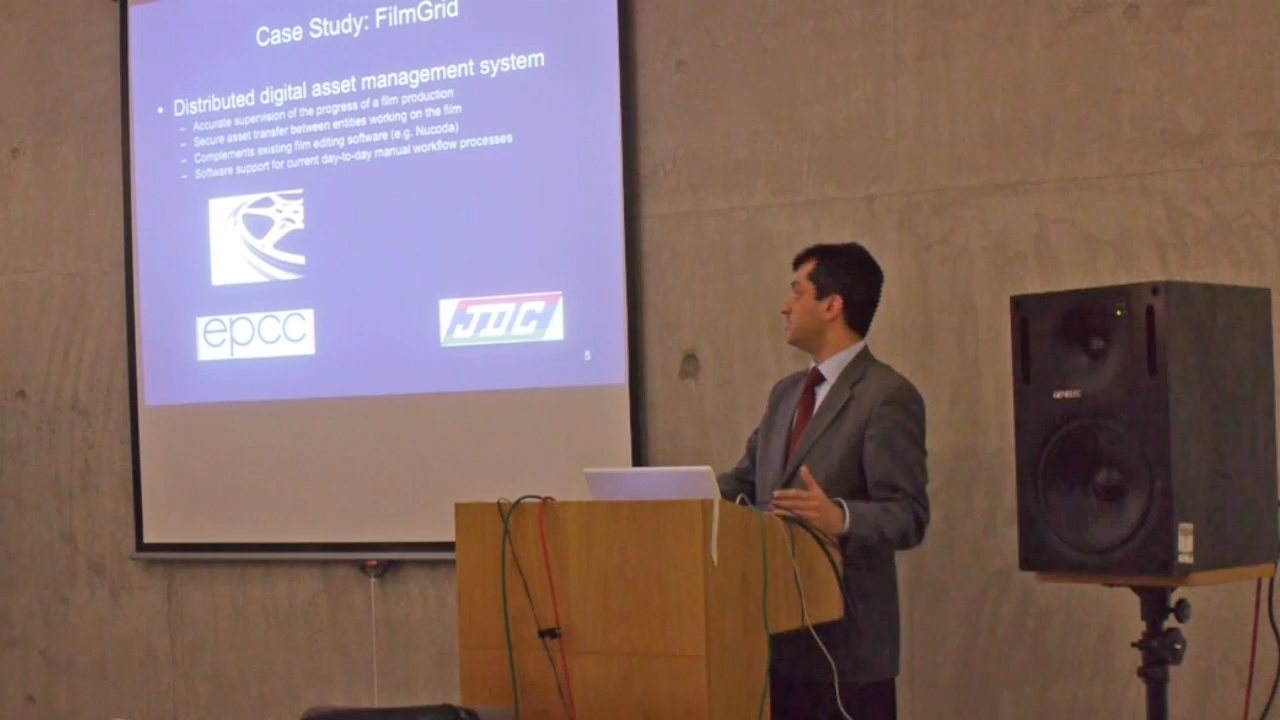 Case Study: FilmGrid
• Distributed digital asset management system
– Accurate supervision of the progress of a film production
– Secure asset transfer between entities working on the film
– Complements existing film editing software (e.g. Nucoda)
– Software support for current day-to-day manual workflow processes
epcc
JDC
5
GENELEC